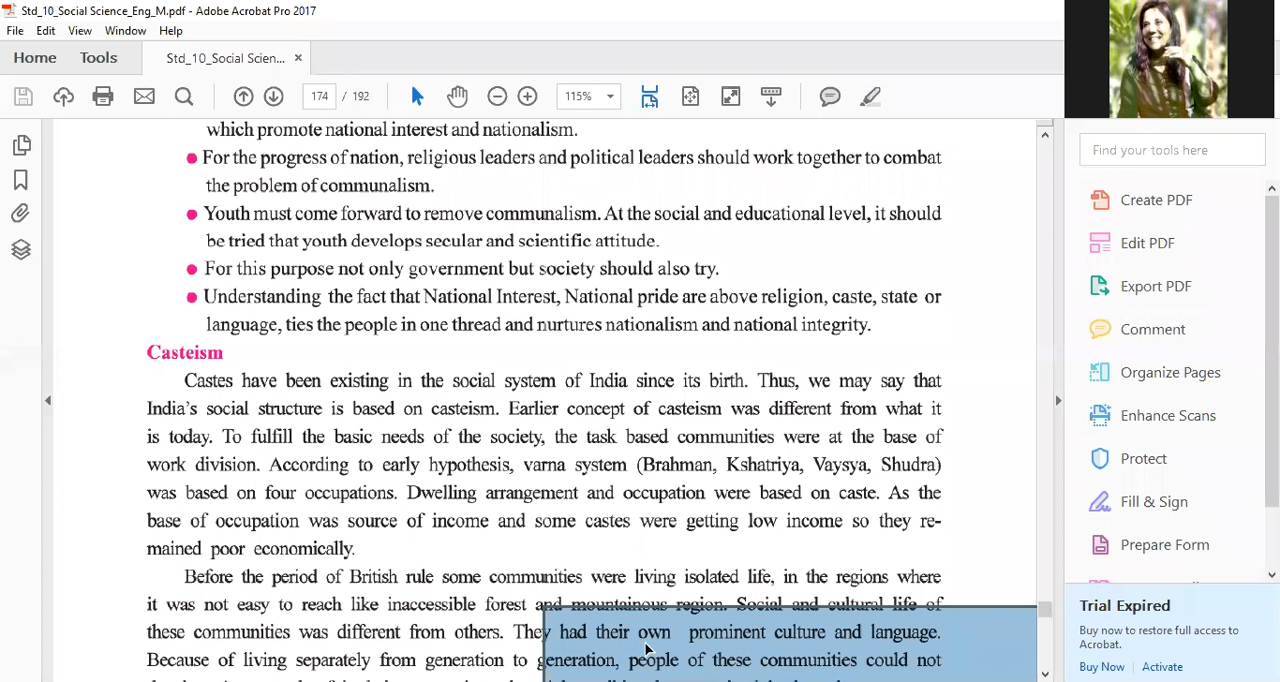 Std_10_Social Science_Eng_M.pdf - Adobe Acrobat Pro 2017
File Edit View Window Help
Home Tools Std_10_Social Scien... ×
174 / 192 115%
which promote national interest and nationalism.
● For the progress of nation, religious leaders and political leaders should work together to combat
the problem of communalism.
● Youth must come forward to remove communalism. At the social and educational level, it should
be tried that youth develops secular and scientific attitude.
● For this purpose not only government but society should also try.
● Understanding the fact that National Interest, National pride are above religion, caste, state or
language, ties the people in one thread and nurtures nationalism and national integrity.
Casteism
Castes have been existing in the social system of India since its birth. Thus, we may say that
India's social structure is based on casteism. Earlier concept of casteism was different from what it
is today. To fulfill the basic needs of the society, the task based communities were at the base of
work division. According to early hypothesis, varna system (Brahman, Kshatriya, Vaysya, Shudra)
was based on four occupations. Dwelling arrangement and occupation were based on caste. As the
base of occupation was source of income and some castes were getting low income so they re-
mained poor economically.
Before the period of British rule some communities were living isolated life, in the regions where
it was not easy to reach like inaccessible forest and mountainous region. Social and cultural life of
these communities was different from others. They had their own prominent culture and language.
Because of living separately from generation to generation, people of these communities could not
Find your tools here
Create PDF
Edit PDF
Export PDF
Comment
Organize Pages
Enhance Scans
Protect
Fill & Sign
Prepare Form
Trial Expired
Buy now to restore full access to
Acrobat.
Buy Now Activate